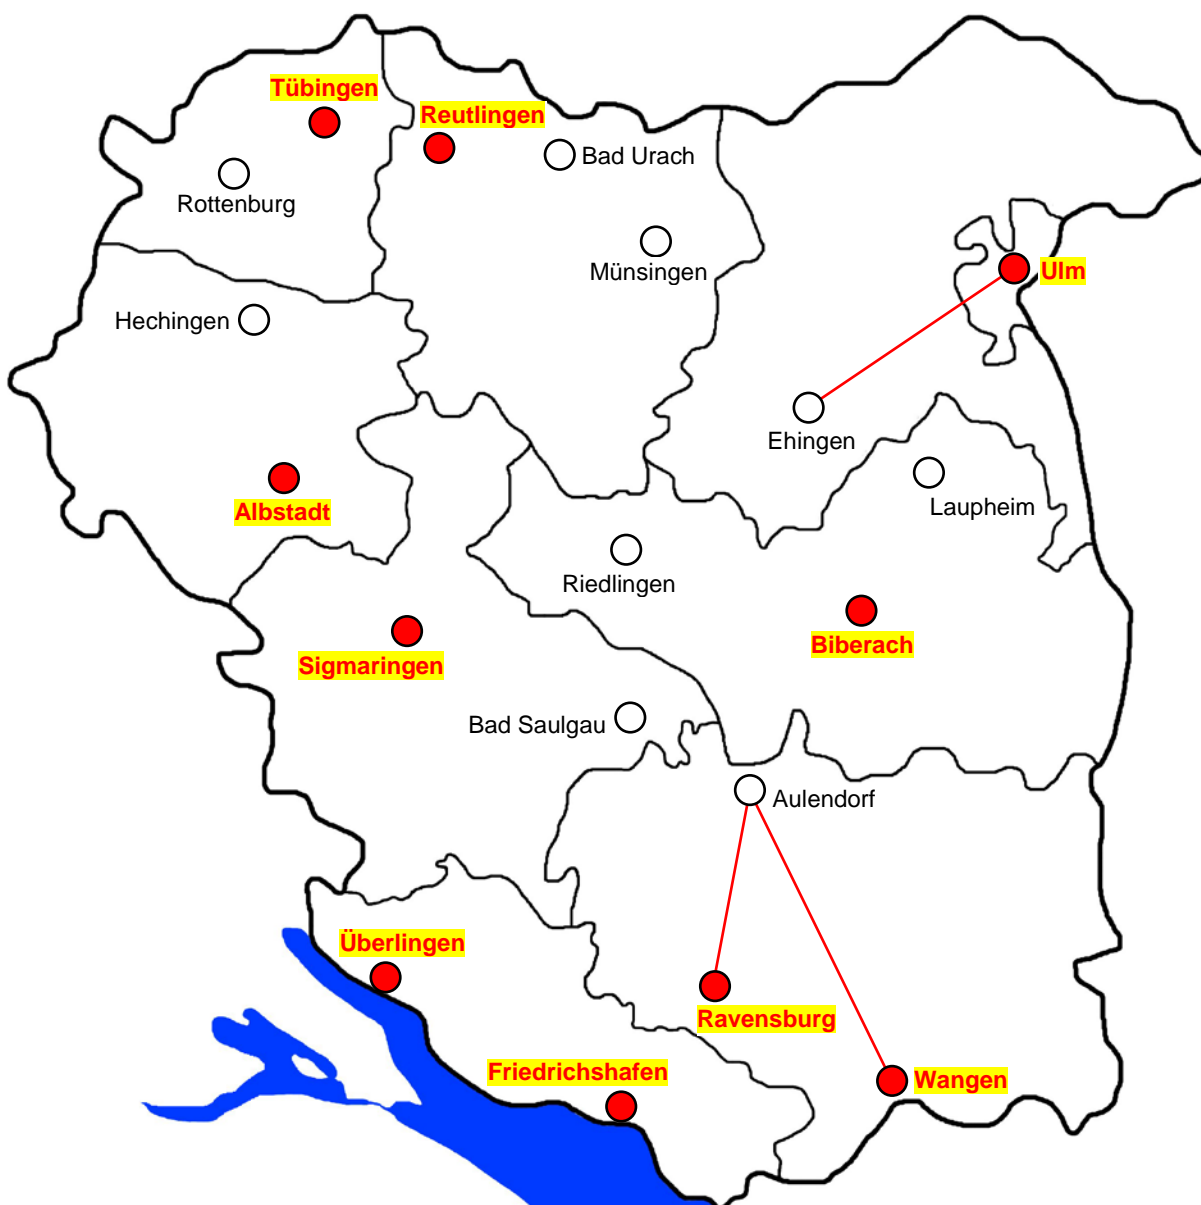 Tübingen
Reutlingen
Bad Urach
Rottenburg
Münsingen
Ulm
Hechingen
Ehingen
Laupheim
Albstadt
Riedlingen
Biberach
Sigmaringen
Bad Saulgau
Aulendorf
Überlingen
Ravensburg
Friedrichshafen
Wangen